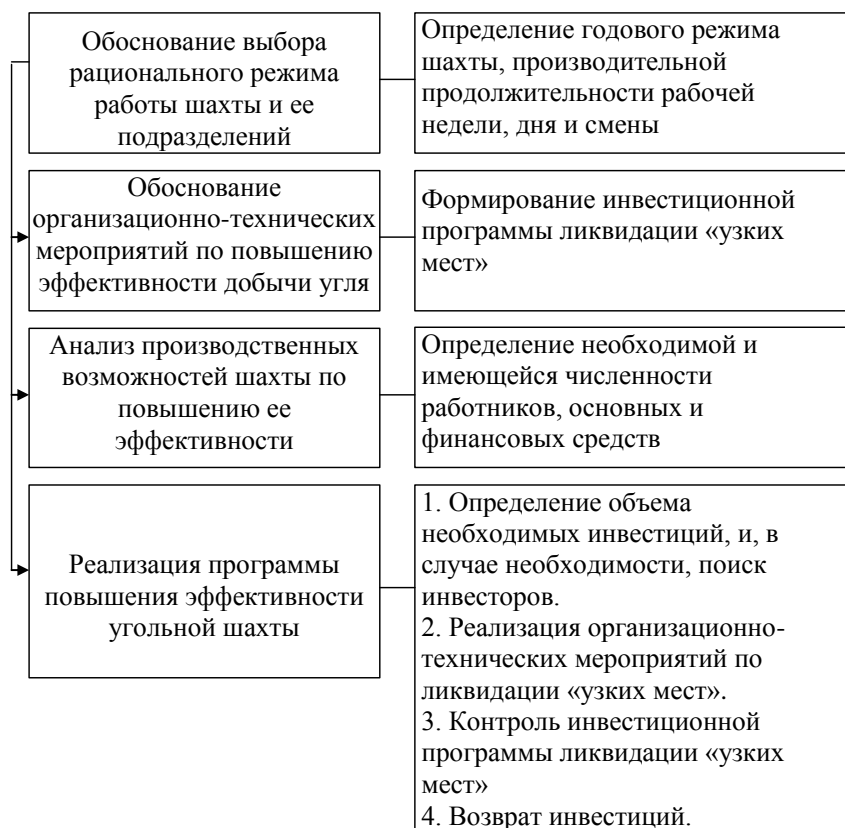 Обоснование выбора
рационального режима
работы шахты и ее
подразделений
Определение годового режима
шахты, производительной
продолжительности рабочей
недели, дня и смены
Обоснование
организационно-технических
мероприятий по повышению
эффективности добычи угля
Формирование инвестиционной
программы ликвидации «узких
мест»
Анализ производственных
возможностей шахты по
повышению ее
эффективности
Определение необходимой и
имеющейся численности
работников, основных и
финансовых средств
Реализация программы
повышения эффективности
угольной шахты
1. Определение объема
необходимых инвестиций, и, в
случае необходимости, поиск
инвесторов.
2. Реализация организационно-
технических мероприятий по
ликвидации «узких мест».
3. Контроль инвестиционной
программы ликвидации «узких
мест»
4. Возврат инвестиций.